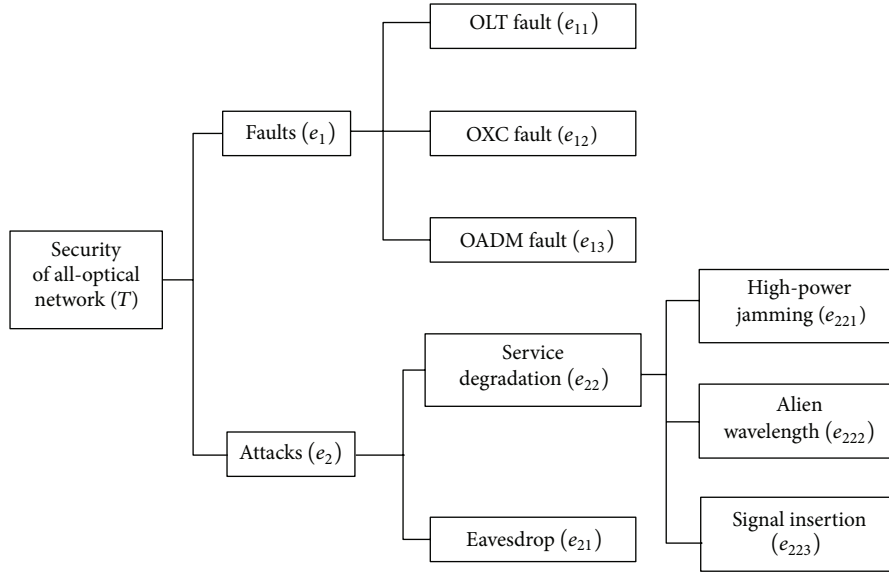 Security
of all-optical
network (T)
Faults (e₁)
OLT fault (e₁₁)
OXC fault (e₁₂)
OADM fault (e₁₃)
Attacks (e₂)
Service
degradation (e₂₂)
Eavesdrop (e₂₁)
High-power
jamming (e₂₂₁)
Alien
wavelength (e₂₂₂)
Signal insertion
(e₂₂₃)